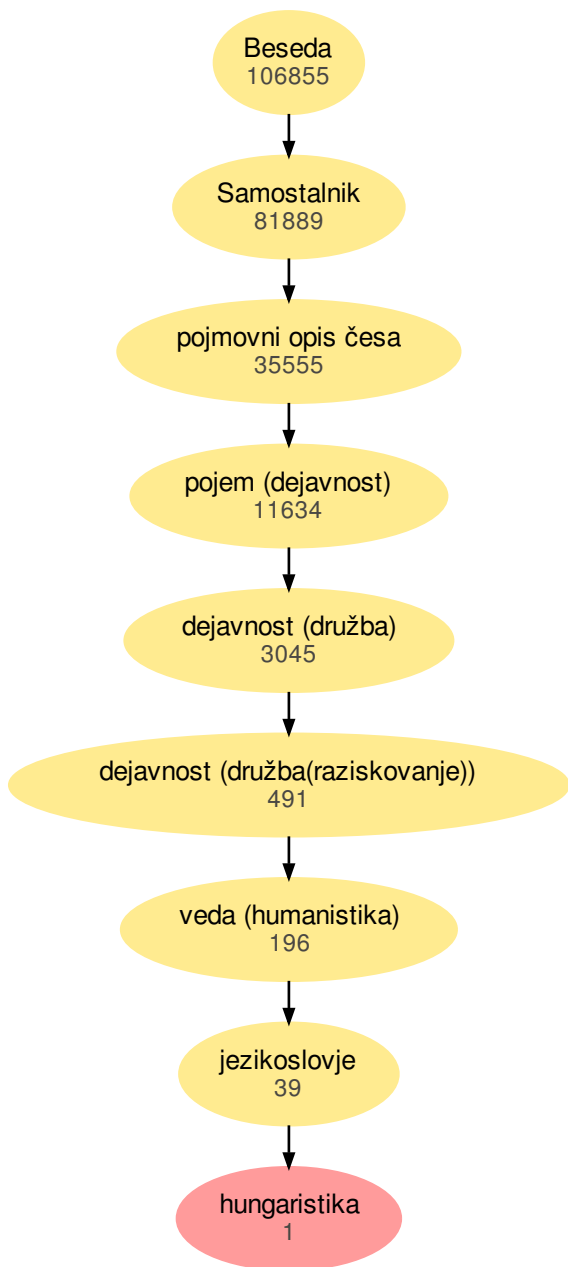 Beseda
106855
Samostalnik
81889
pojmovni opis česa
35555
pojem (dejavnost)
11634
dejavnost (družba)
3045
dejavnost (družba(raziskovanje))
491
veda (humanistika)
196
jezikoslovje
39
hungaristika
1